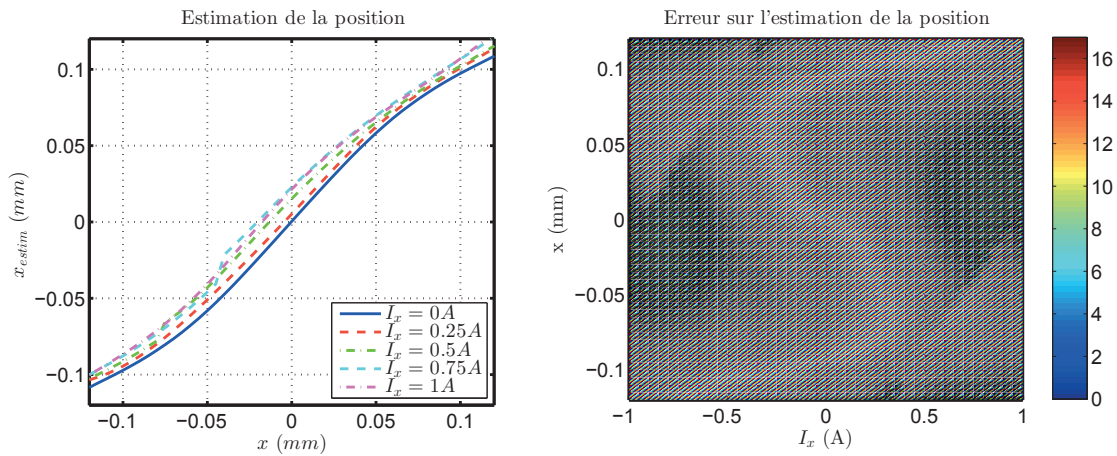 Estimation de la position
0.1
0.05
0
−0.05
−0.1
x_estim (mm)
−0.1
−0.05
0
0.05
0.1
x (mm)
I_x = 0A
I_x = 0.25A
I_x = 0.5A
I_x = 0.75A
I_x = 1A
Erreur sur l'estimation de la position
0.1
0.05
0
−0.05
−0.1
x (mm)
−1
−0.5
0
0.5
1
I_x (A)
16
14
12
10
8
6
4
2
0